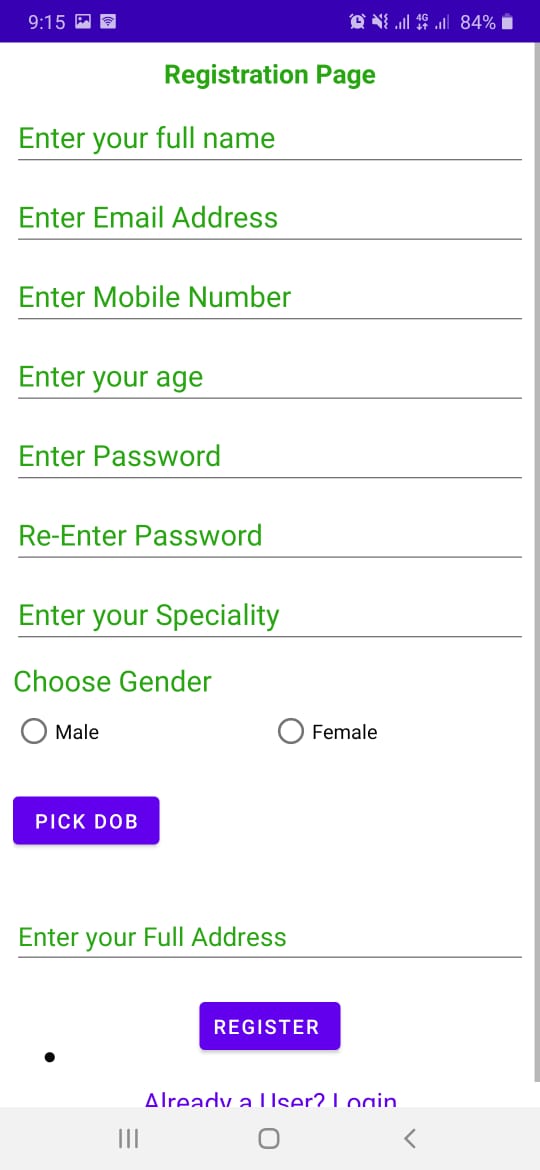 9:15 4G 84%
Registration Page
Enter your full name
Enter Email Address
Enter Mobile Number
Enter your age
Enter Password
Re-Enter Password
Enter your Speciality
Choose Gender
Male Female
PICK DOB
Enter your Full Address
REGISTER
Already a User? Login